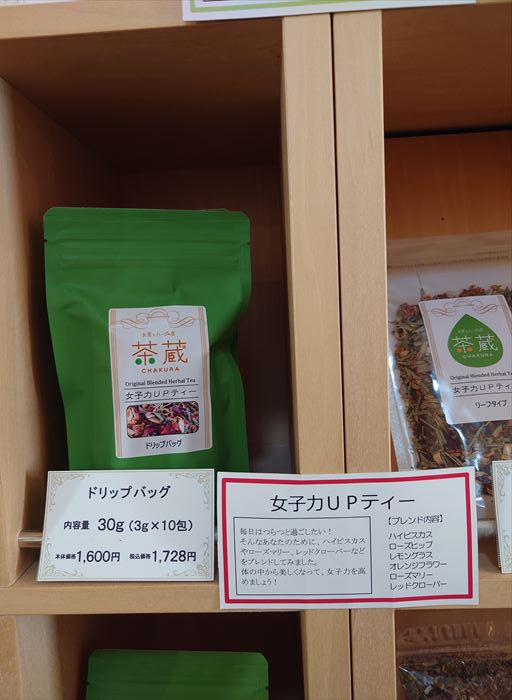 お茶とハーブの店
茶蔵
CHAKURA
Original Blended Herbal Tea
女子力UPティー
ドリップバッグ
お茶とハーブの店
茶蔵
CHAKURA
Original Blended Herbal Tea
女子力UPティー
リーフタイプ
ドリップバッグ
内容量 30g (3g×10包)
本体価格1,600円 税込価格1,728円
女子力UPティー
毎日はつらつと過ごしたい！
そんなあなたのために、ハイビスカス
やローズマリー、レッドクローバーなど
をブレンドしてみました。
体の中から美しくなって、女子力を高
めましょう！
【ブレンド内容】
ハイビスカス
ローズヒップ
レモングラス
オレンジフラワー
ローズマリー
レッドクローバー